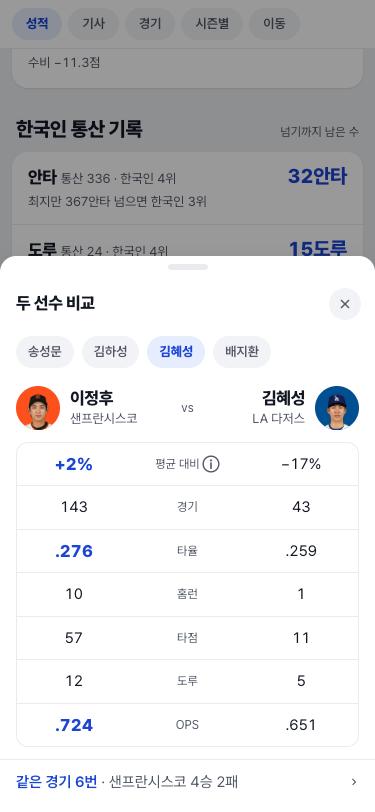 성적 기사 경기 시즌별 이동
수비 −11.3점
한국인 통산 기록 넘기까지 남은 수
안타 통산 336 · 한국인 4위 32안타
최지만 367안타 넘으면 한국인 3위
도루 통산 24 · 한국인 4위 15도루
두 선수 비교 ×
송성문 김하성 김혜성 배지환
이정후 vs 김혜성
샌프란시스코 LA 다저스
+2% 평균 대비 ⓘ −17%
143 경기 43
.276 타율 .259
10 홈런 1
57 타점 11
12 도루 5
.724 OPS .651
같은 경기 6번 · 샌프란시스코 4승 2패 ›